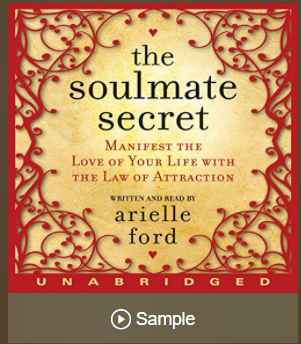 the
soulmate
secret
MANIFEST THE
LOVE OF YOUR LIFE WITH
THE LAW OF ATTRACTION
WRITTEN AND READ BY
arielle
ford
UNABRIDGED
Sample